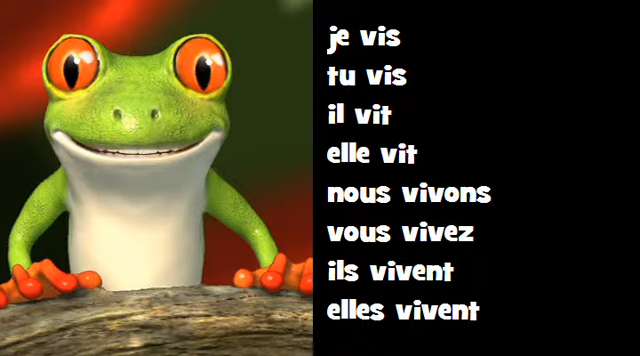 je vis
tu vis
il vit
elle vit
nous vivons
vous vivez
ils vivent
elles vivent